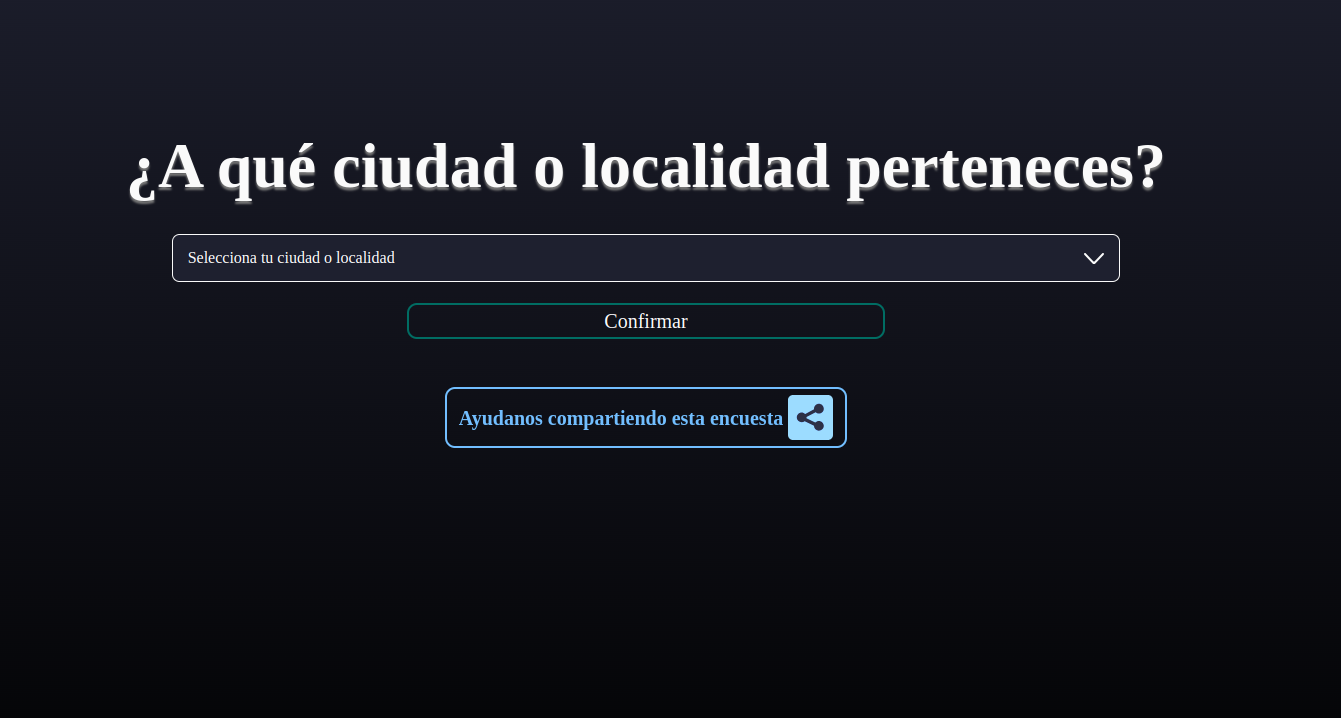 ¿A qué ciudad o localidad perteneces?
Selecciona tu ciudad o localidad
Confirmar
Ayudanos compartiendo esta encuesta